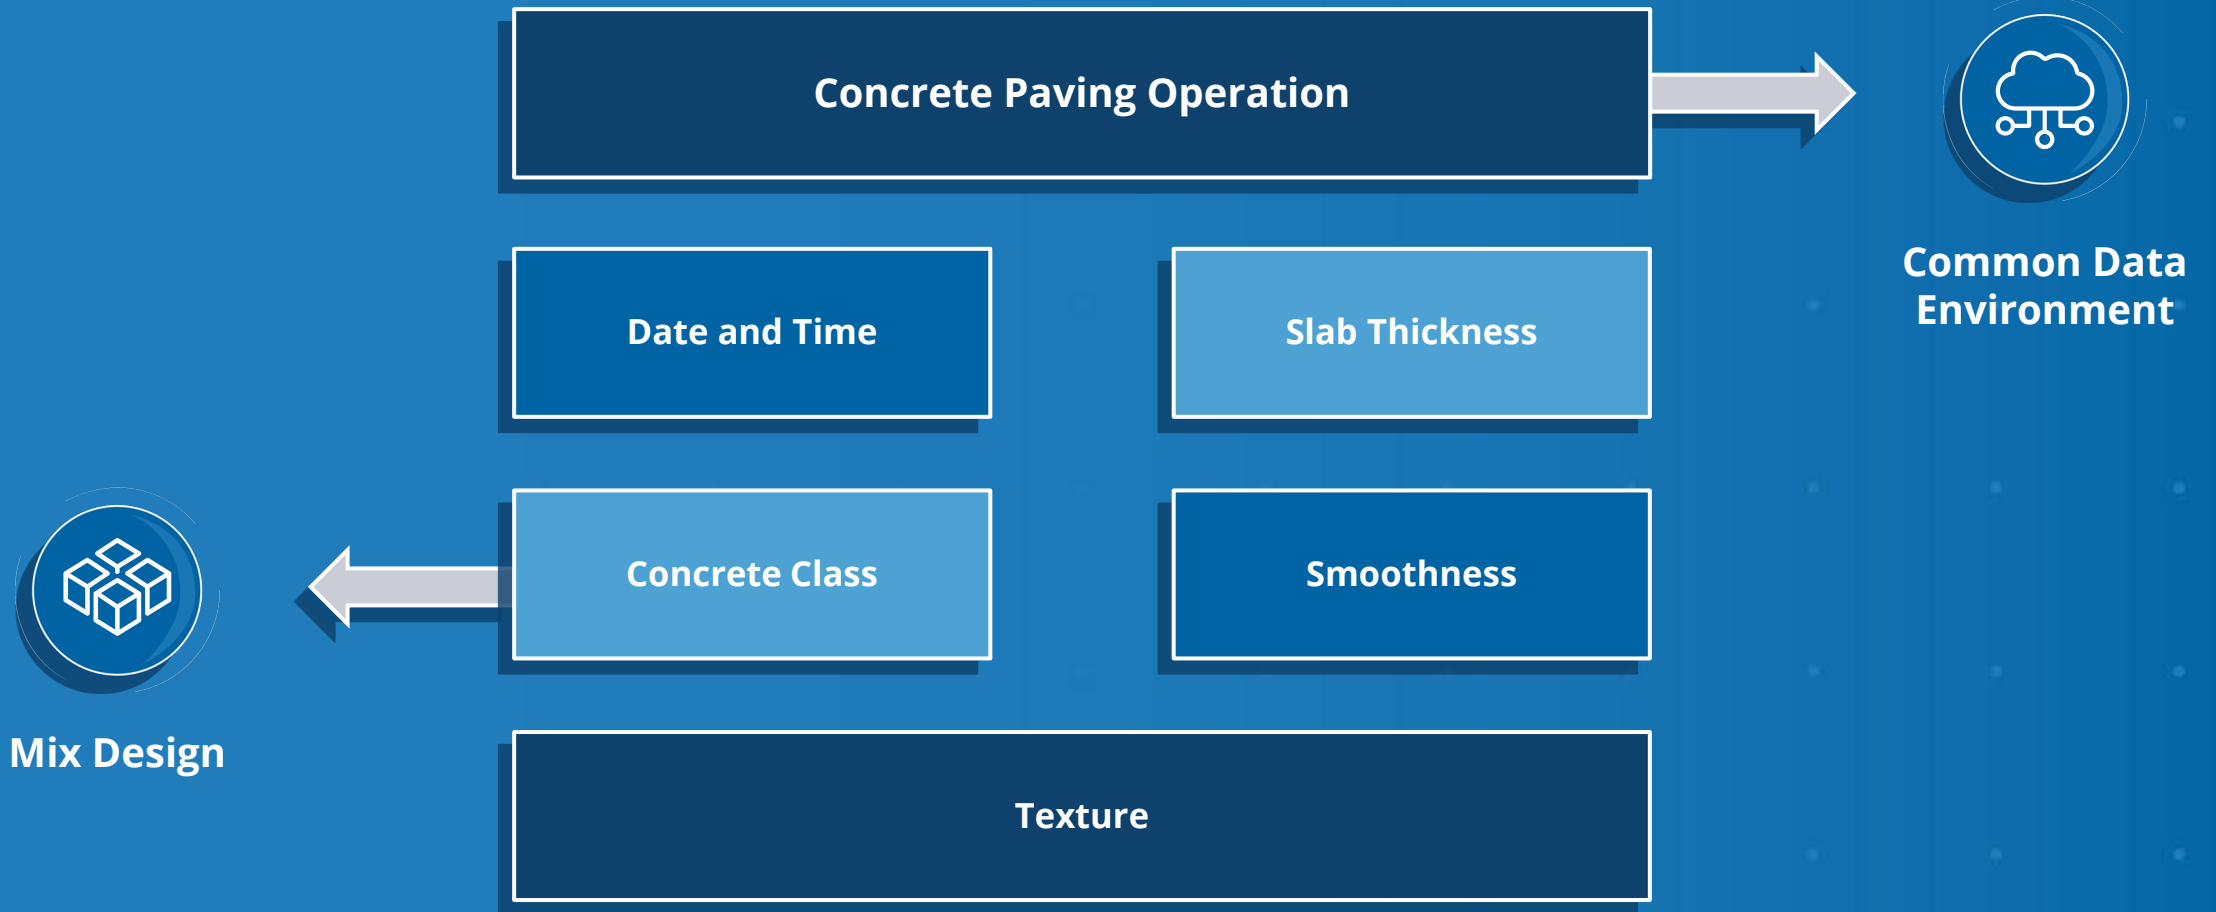 Concrete Paving Operation
Common Data
Environment
Date and Time
Slab Thickness
Concrete Class
Smoothness
Mix Design
Texture